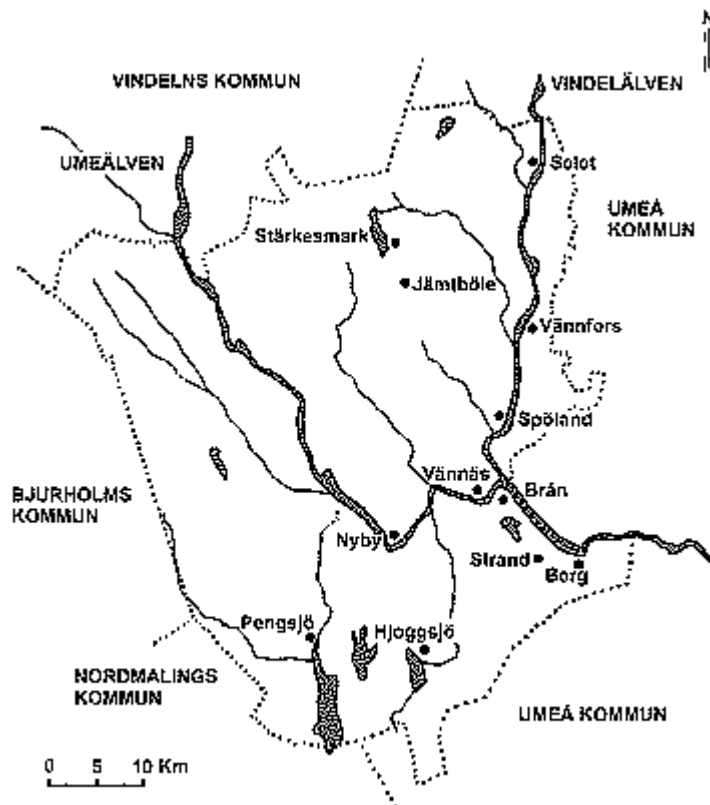 N
VINDELNS KOMMUN
VINDELÄLVEN
UMEÄLVEN
Solot
UMEÅ
KOMMUN
Stärkesmark
Jämtböle
Vännfors
Spöland
Vännäs
Brån
BJURHOLMS
KOMMUN
Nyby
Strand
Borg
Pengsjö
Hjoggsjö
NORDMALINGS
KOMMUN
UMEÅ KOMMUN
0 5 10 Km